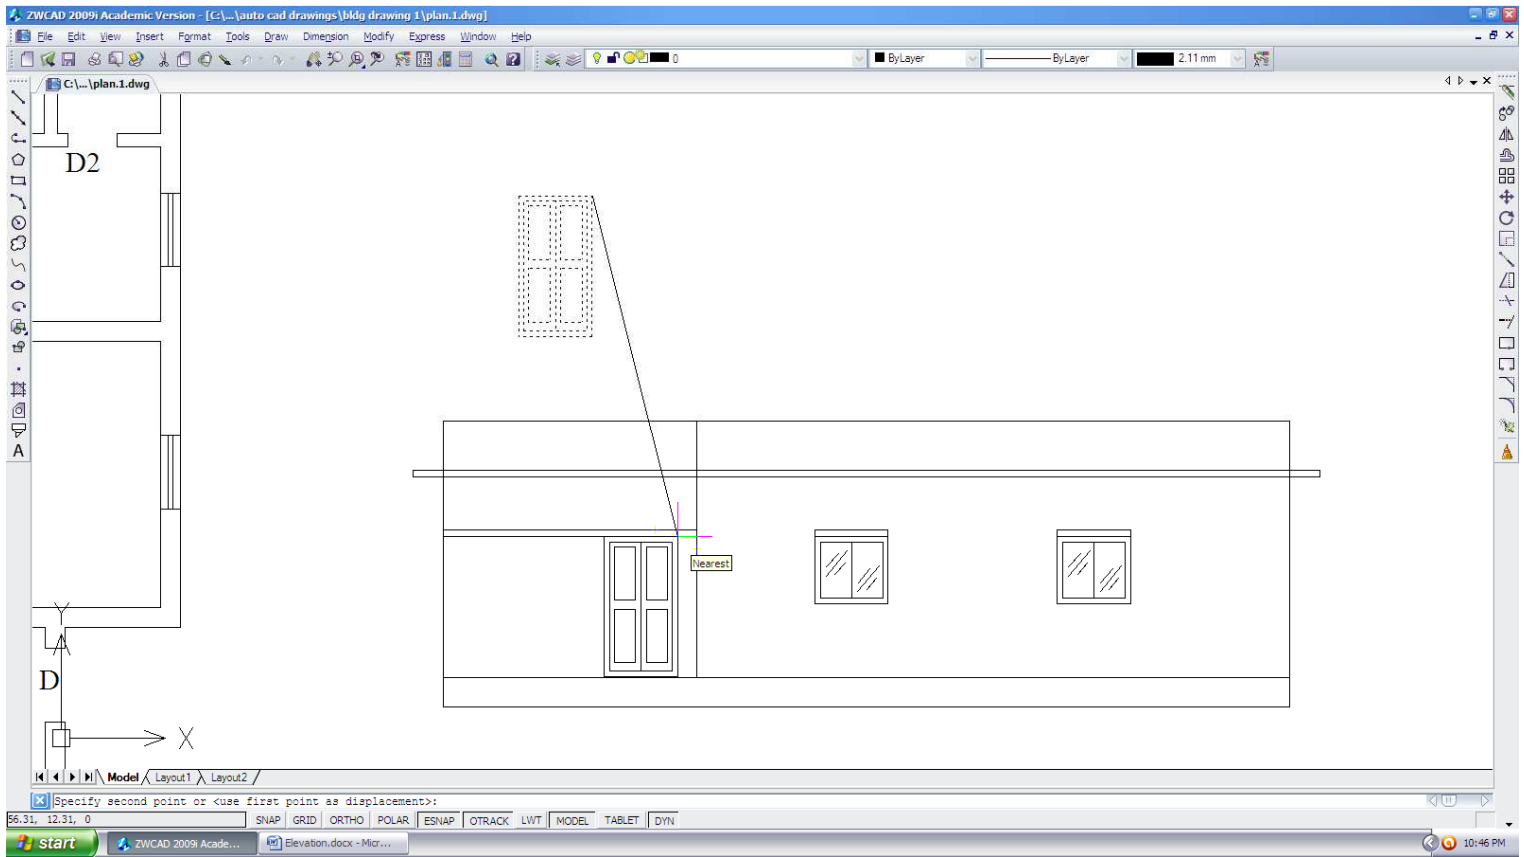 ZWCAD 2009i Academic Version - [C:\...\auto cad drawings\bldg drawing 1\plan.1.dwg]
File Edit View Insert Format Tools Draw Dimension Modify Express Window Help
0 ByLayer ByLayer 2.11 mm
C:\...\plan.1.dwg
D2
Nearest
Y
D
X
A
Model Layout1 Layout2
Specify second point or <use first point as displacement>:
56.31, 12.31, 0 SNAP GRID ORTHO POLAR ESNAP OTRACK LWT MODEL TABLET DYN
start ZWCAD 2009i Acade... Elevation.docx - Micr... 10:46 PM